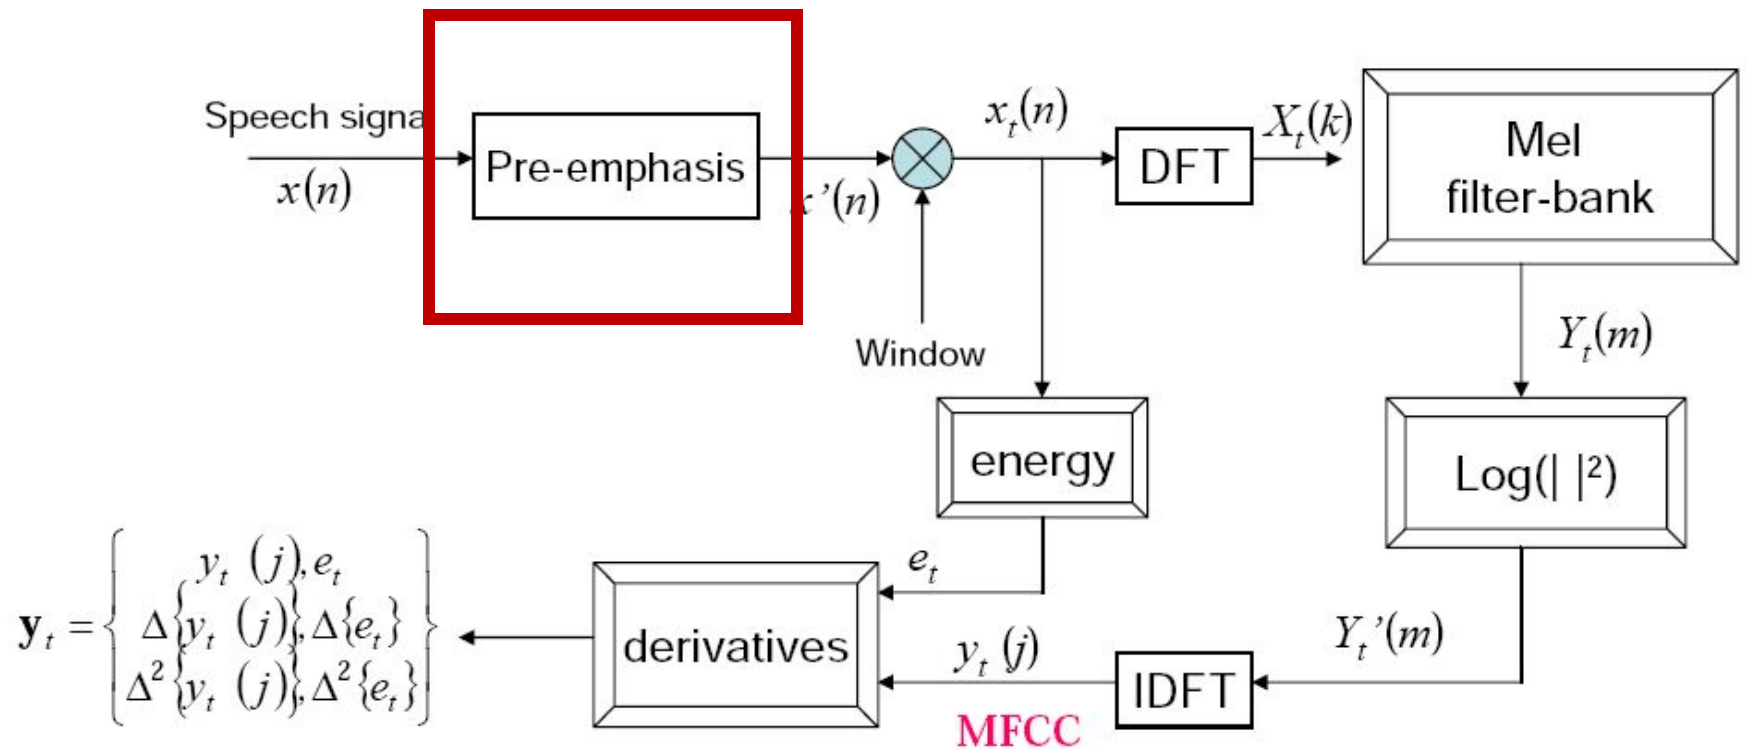 Speech signa
x(n)
Pre-emphasis
x’(n)
Window
x_t(n)
DFT
X_t(k)
Mel
filter-bank
Y_t(m)
Log(| |²)
energy
e_t
Y_t’(m)
IDFT
y_t (j)
MFCC
derivatives
y_t = { y_t (j), e_t
Δ{y_t (j)}, Δ{e_t}
Δ²{y_t (j)}, Δ²{e_t} }